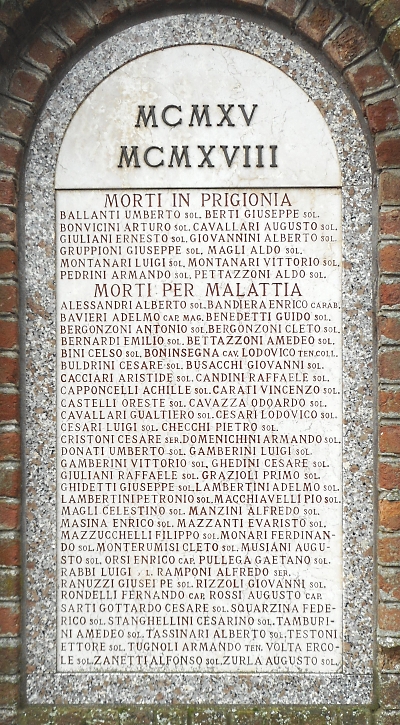 MCMXV
MCMXVIII
MORTI IN PRIGIONIA
BALLANTI UMBERTO SOL. BERTI GIUSEPPE SOL.
BONVICINI ARTURO SOL. CAVALLARI AUGUSTO SOL.
GIULIANI ERNESTO SOL. GIOVANNINI ALBERTO SOL.
GRUPPIONI GIUSEPPE SOL. MAGLI ALDO SOL.
MONTANARI LUIGI SOL. MONTANARI VITTORIO SOL.
PEDRINI ARMANDO SOL. PETTAZZONI ALDO SOL.
MORTI PER MALATTIA
ALESSANDRI ALBERTO SOL. BANDIERA ENRICO CARAB.
BAVIERI ADELMO CAP. MAG. BENEDETTI GUIDO SOL.
BERGONZONI ANTONIO SOL. BERGONZONI CLETO SOL.
BERNARDI EMILIO SOL. BETTAZZONI AMEDEO SOL.
BINI CELSO SOL. BONINSEGNA CAV. LODOVICO TEN.COLL.
BULDRINI CESARE SOL. BUSACCHI GIOVANNI SOL.
CACCIARI ARISTIDE SOL. CANDINI RAFFAELE SOL.
CAPPONCELLI ACHILLE SOL. CARATI VINCENZO SOL.
CASTELLI ORESTE SOL. CAVAZZA ODOARDO SOL.
CAVALLARI GUALTIERO SOL. CESARI LODOVICO SOL.
CESARI LUIGI SOL. CHECCHI PIETRO SOL.
CRISTONI CESARE SER. DOMENICHINI ARMANDO SOL.
DONATI UMBERTO SOL. GAMBERINI LUIGI SOL.
GAMBERINI VITTORIO SOL. GHEDINI CESARE SOL.
GIULIANI RAFFAELE SOL. GRAZIOLI PRIMO SOL.
GHIDETTI GIUSEPPE SOL. LAMBERTINI ADELMO SOL.
LAMBERTINI PETRONIO SOL. MACCHIAVELLI PIO SOL.
MAGLI CELESTINO SOL. MANZINI ALFREDO SOL.
MASINA ENRICO SOL. MAZZANTI EVARISTO SOL.
MAZZUCCHELLI FILIPPO SOL. MONARI FERDINAN-
DO SOL. MONTERUMISI CLETO SOL. MUSIANI AUGU-
STO SOL. ORSI ENRICO CAP. PULLEGA GAETANO SOL.
RABBI LUIGI RAMPONI ALFREDO SER.
RANUZZI GIUSEPPE SOL. RIZZOLI GIOVANNI SOL.
RONDELLI FERNANDO CAP. ROSSI AUGUSTO CAP.
SARTI GOTTARDO CESARE SOL. SQUARZINA FEDE-
RICO SOL. STANGHELLINI CESARINO SOL. TAMBURI-
NI AMEDEO SOL. TASSINARI ALBERTO SOL. TESTONI
ETTORE SOL. TUGNOLI ARMANDO TEN. VOLTA ERCO-
LE SOL. ZANETTI ALFONSO SOL. ZURLA AUGUSTO SOL.